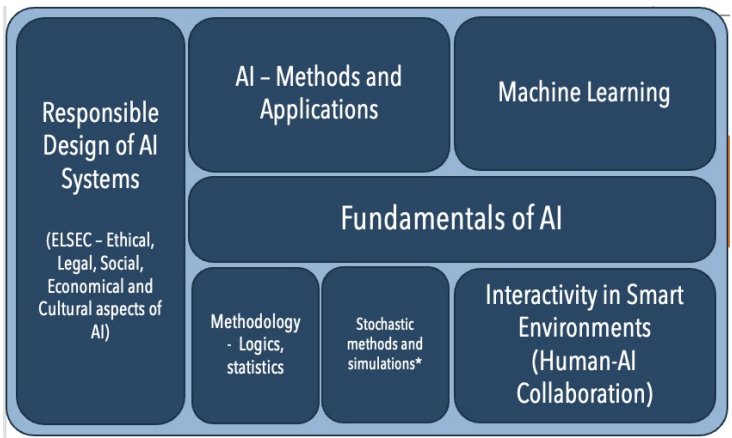 Responsible
Design of AI
Systems
(ELSEC – Ethical,
Legal, Social,
Economical and
Cultural aspects of
AI)
AI – Methods and
Applications
Machine Learning
Fundamentals of AI
Methodology
- Logics,
statistics
Stochastic
methods and
simulations*
Interactivity in Smart
Environments
(Human-AI
Collaboration)